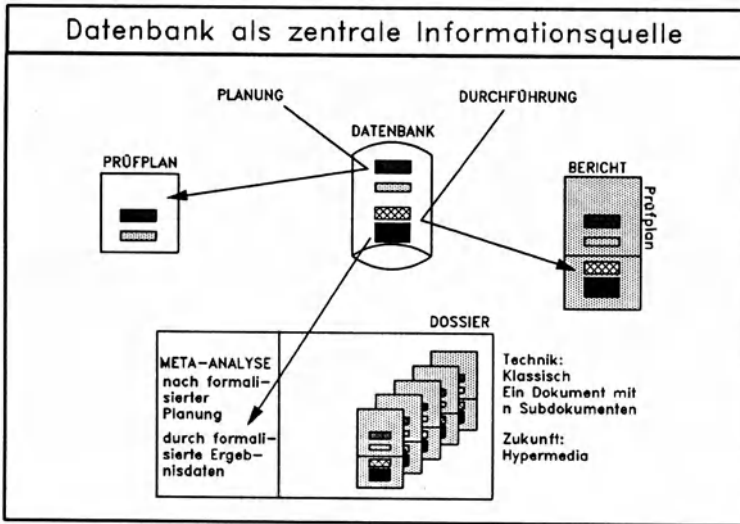 Datenbank als zentrale Informationsquelle
PLANUNG
DURCHFÜHRUNG
DATENBANK
PRÜFPLAN
BERICHT
Prüfplan
DOSSIER
META-ANALYSE
nach formali-
sierter
Planung
durch formali-
sierte Ergeb-
nisdaten
Technik:
Klassisch
Ein Dokument mit
n Subdokumenten
Zukunft:
Hypermedia